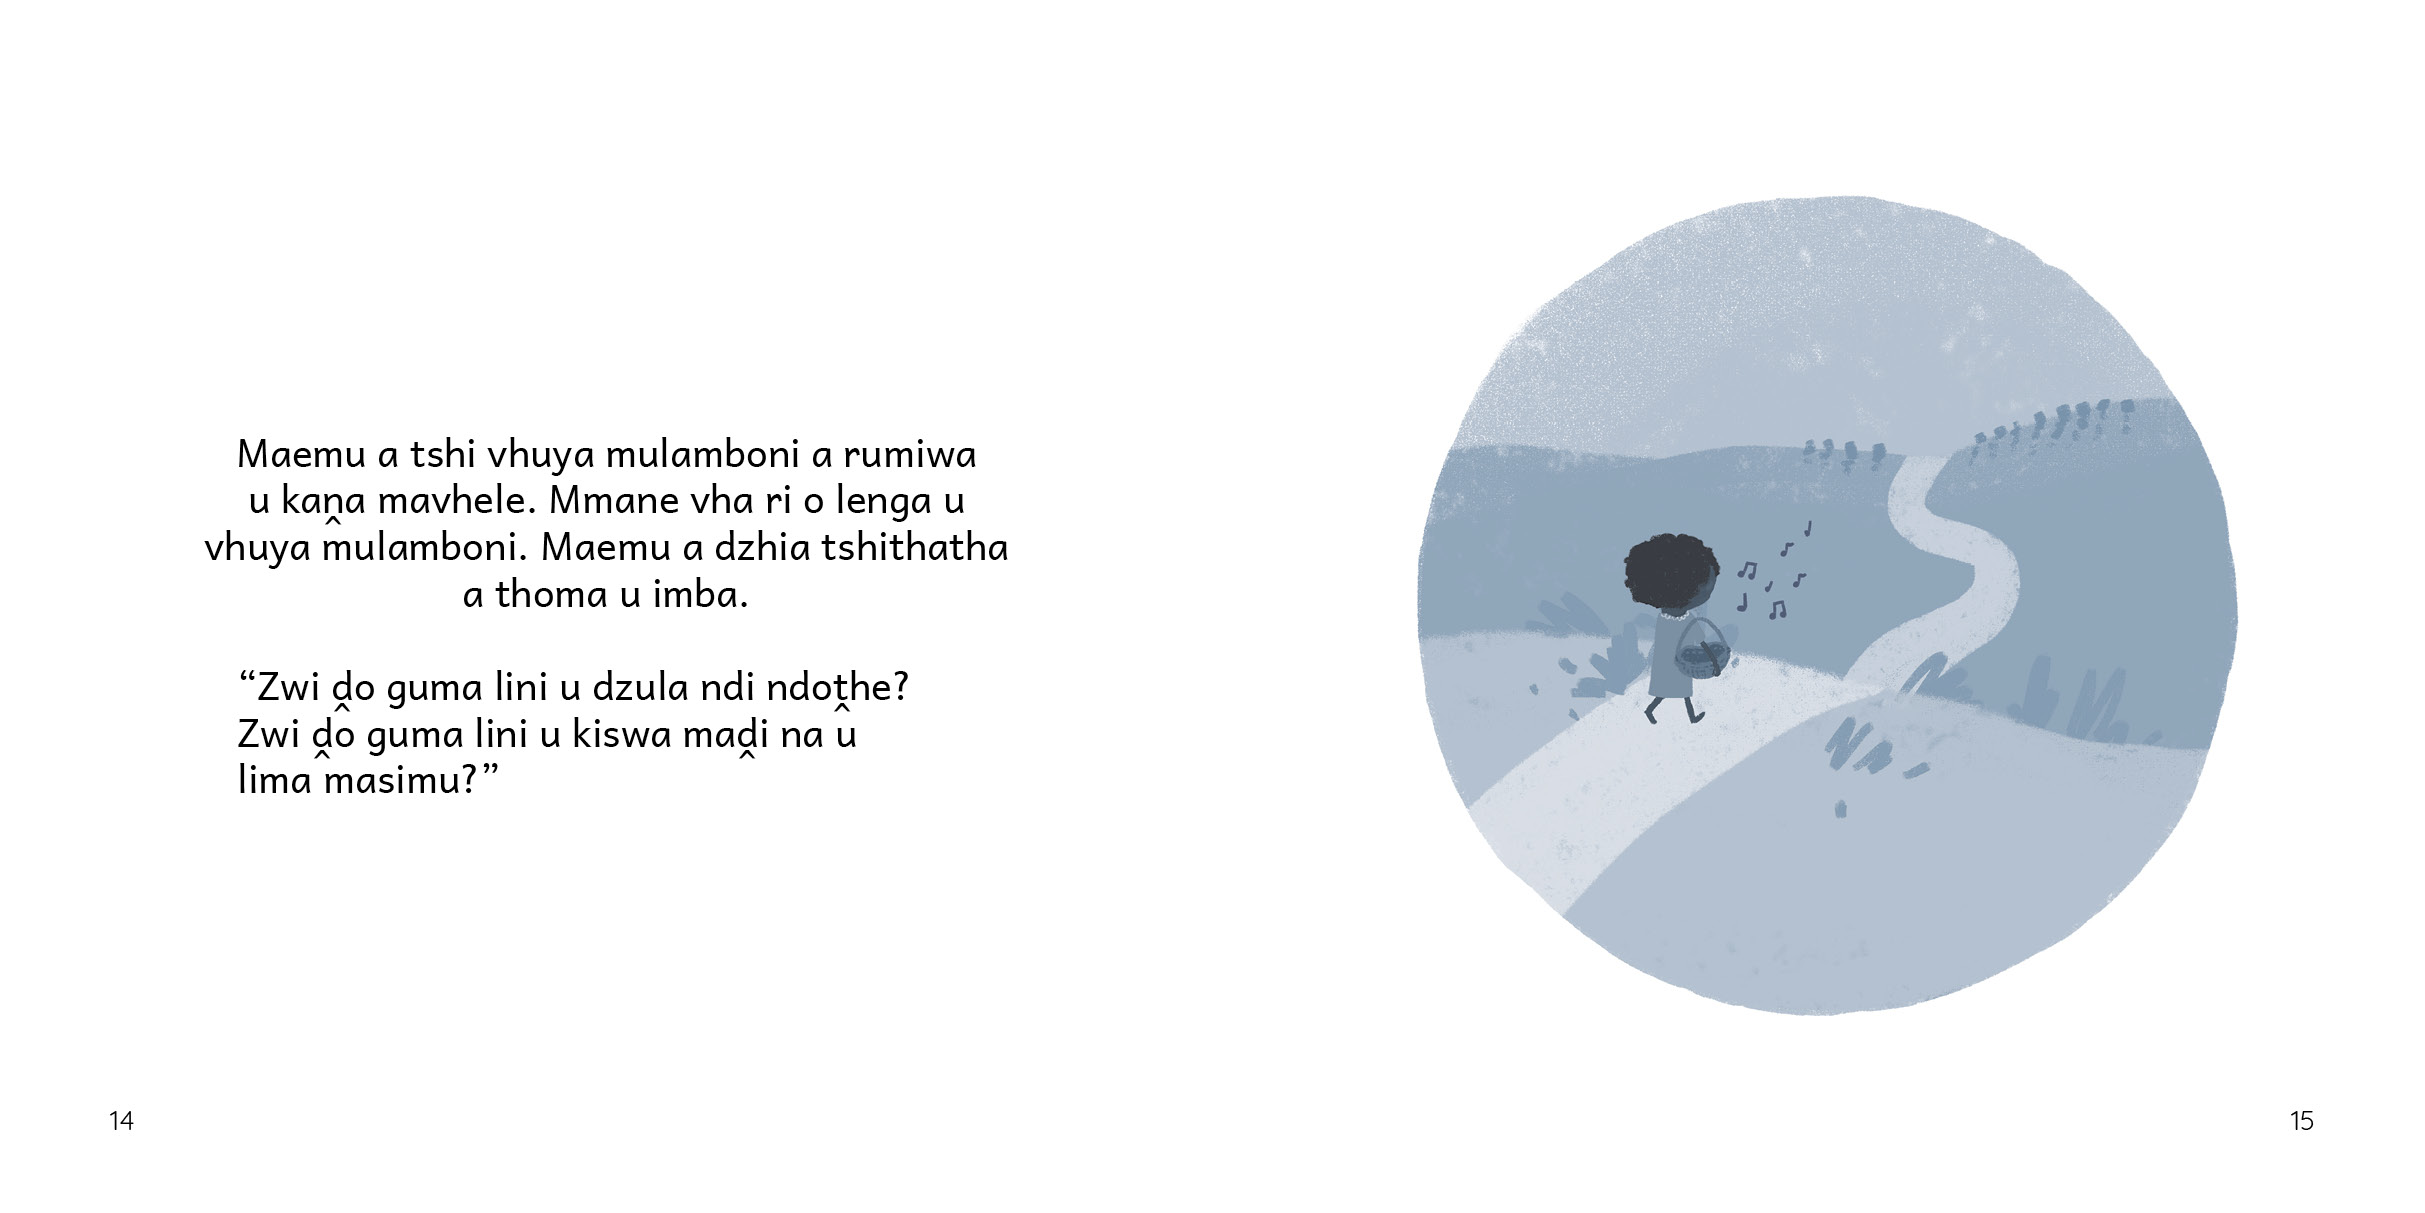 Maemu a tshi vhuya mulamboni a rumiwa
u kaṋa mavhele. Mmane vha ri o lenga u
vhuya mulamboni. Maemu a dzhia tshithatha
a thoma u imba.
“Zwi ḓo guma lini u dzula ndi ndoṱhe?
Zwi ḓo guma lini u kiswa maḓi na u
lima masimu?”
14
15